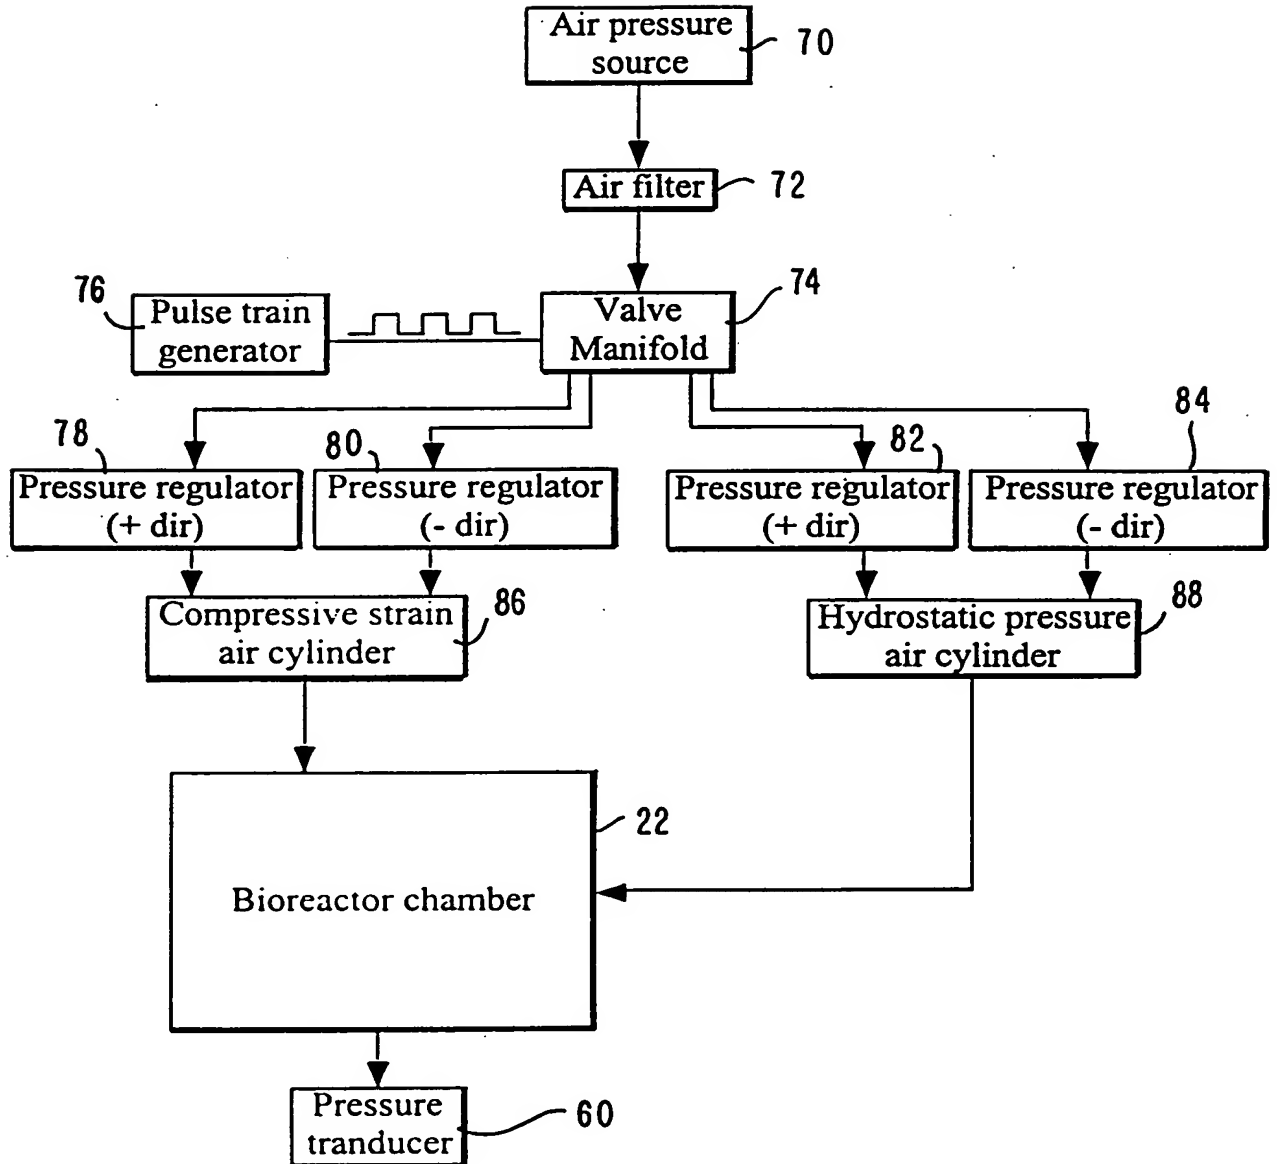 Air pressure
source
70
Air filter
72
76
Pulse train
generator
Valve
Manifold
74
78
80
82
84
Pressure regulator
(+ dir)
Pressure regulator
(- dir)
Pressure regulator
(+ dir)
Pressure regulator
(- dir)
Compressive strain
air cylinder
86
Hydrostatic pressure
air cylinder
88
Bioreactor chamber
22
Pressure
tranducer
60